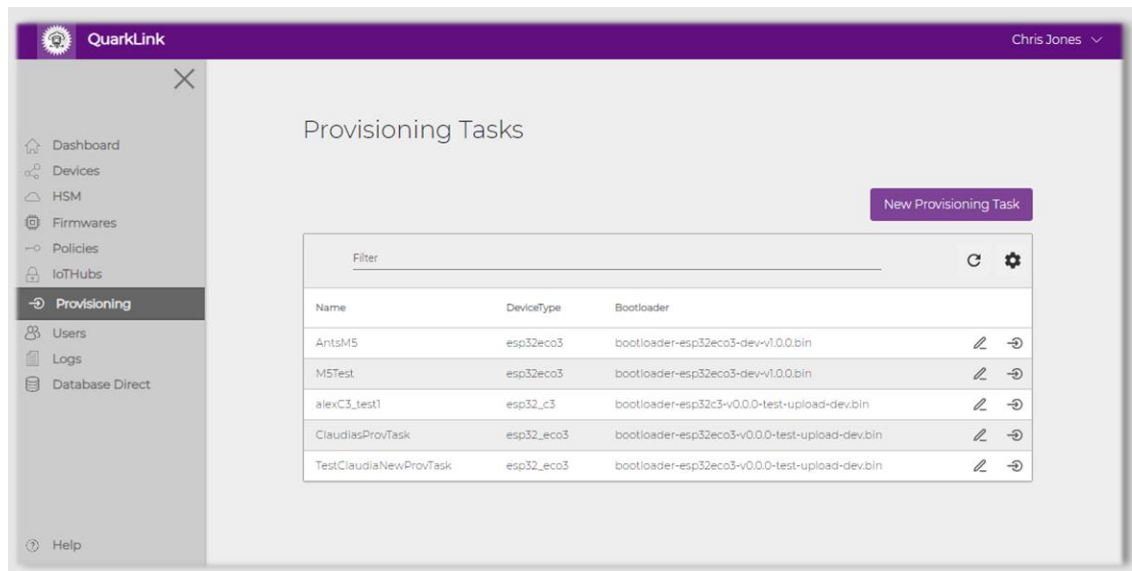 QuarkLink
Chris Jones
Dashboard
Devices
HSM
Firmwares
Policies
IoTHubs
Provisioning
Users
Logs
Database Direct
Help
Provisioning Tasks
New Provisioning Task
Filter
Name DeviceType Bootloader
AntsM5 esp32eco3 bootloader-esp32eco3-dev-v1.0.0.bin
M5Test esp32eco3 bootloader-esp32eco3-dev-v1.0.0.bin
alexC3_test1 esp32_c3 bootloader-esp32c3-v0.0.0-test-upload-dev.bin
ClaudiasProvTask esp32_eco3 bootloader-esp32eco3-v0.0.0-test-upload-dev.bin
TestClaudiaNewProvTask esp32_eco3 bootloader-esp32eco3-v0.0.0-test-upload-dev.bin